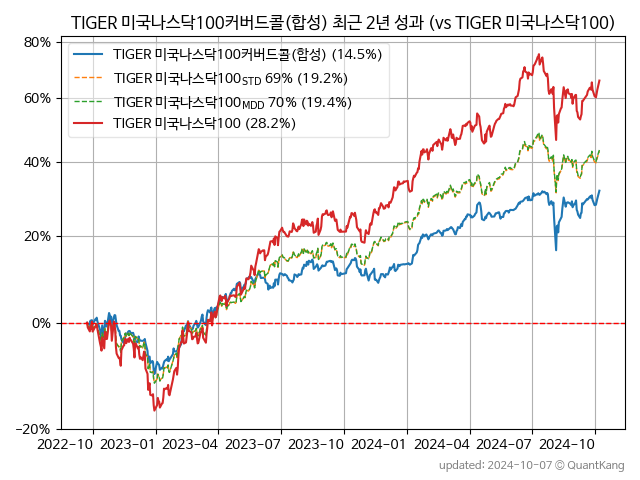 TIGER 미국나스닥100커버드콜(합성) 최근 2년 성과 (vs TIGER 미국나스닥100)
80%
60%
40%
20%
0%
−20%
TIGER 미국나스닥100커버드콜(합성) (14.5%)
TIGER 미국나스닥100STD 69% (19.2%)
TIGER 미국나스닥100MDD 70% (19.4%)
TIGER 미국나스닥100 (28.2%)
2022-10 2023-01 2023-04 2023-07 2023-10 2024-01 2024-04 2024-07 2024-10
updated: 2024-10-07 © QuantKang